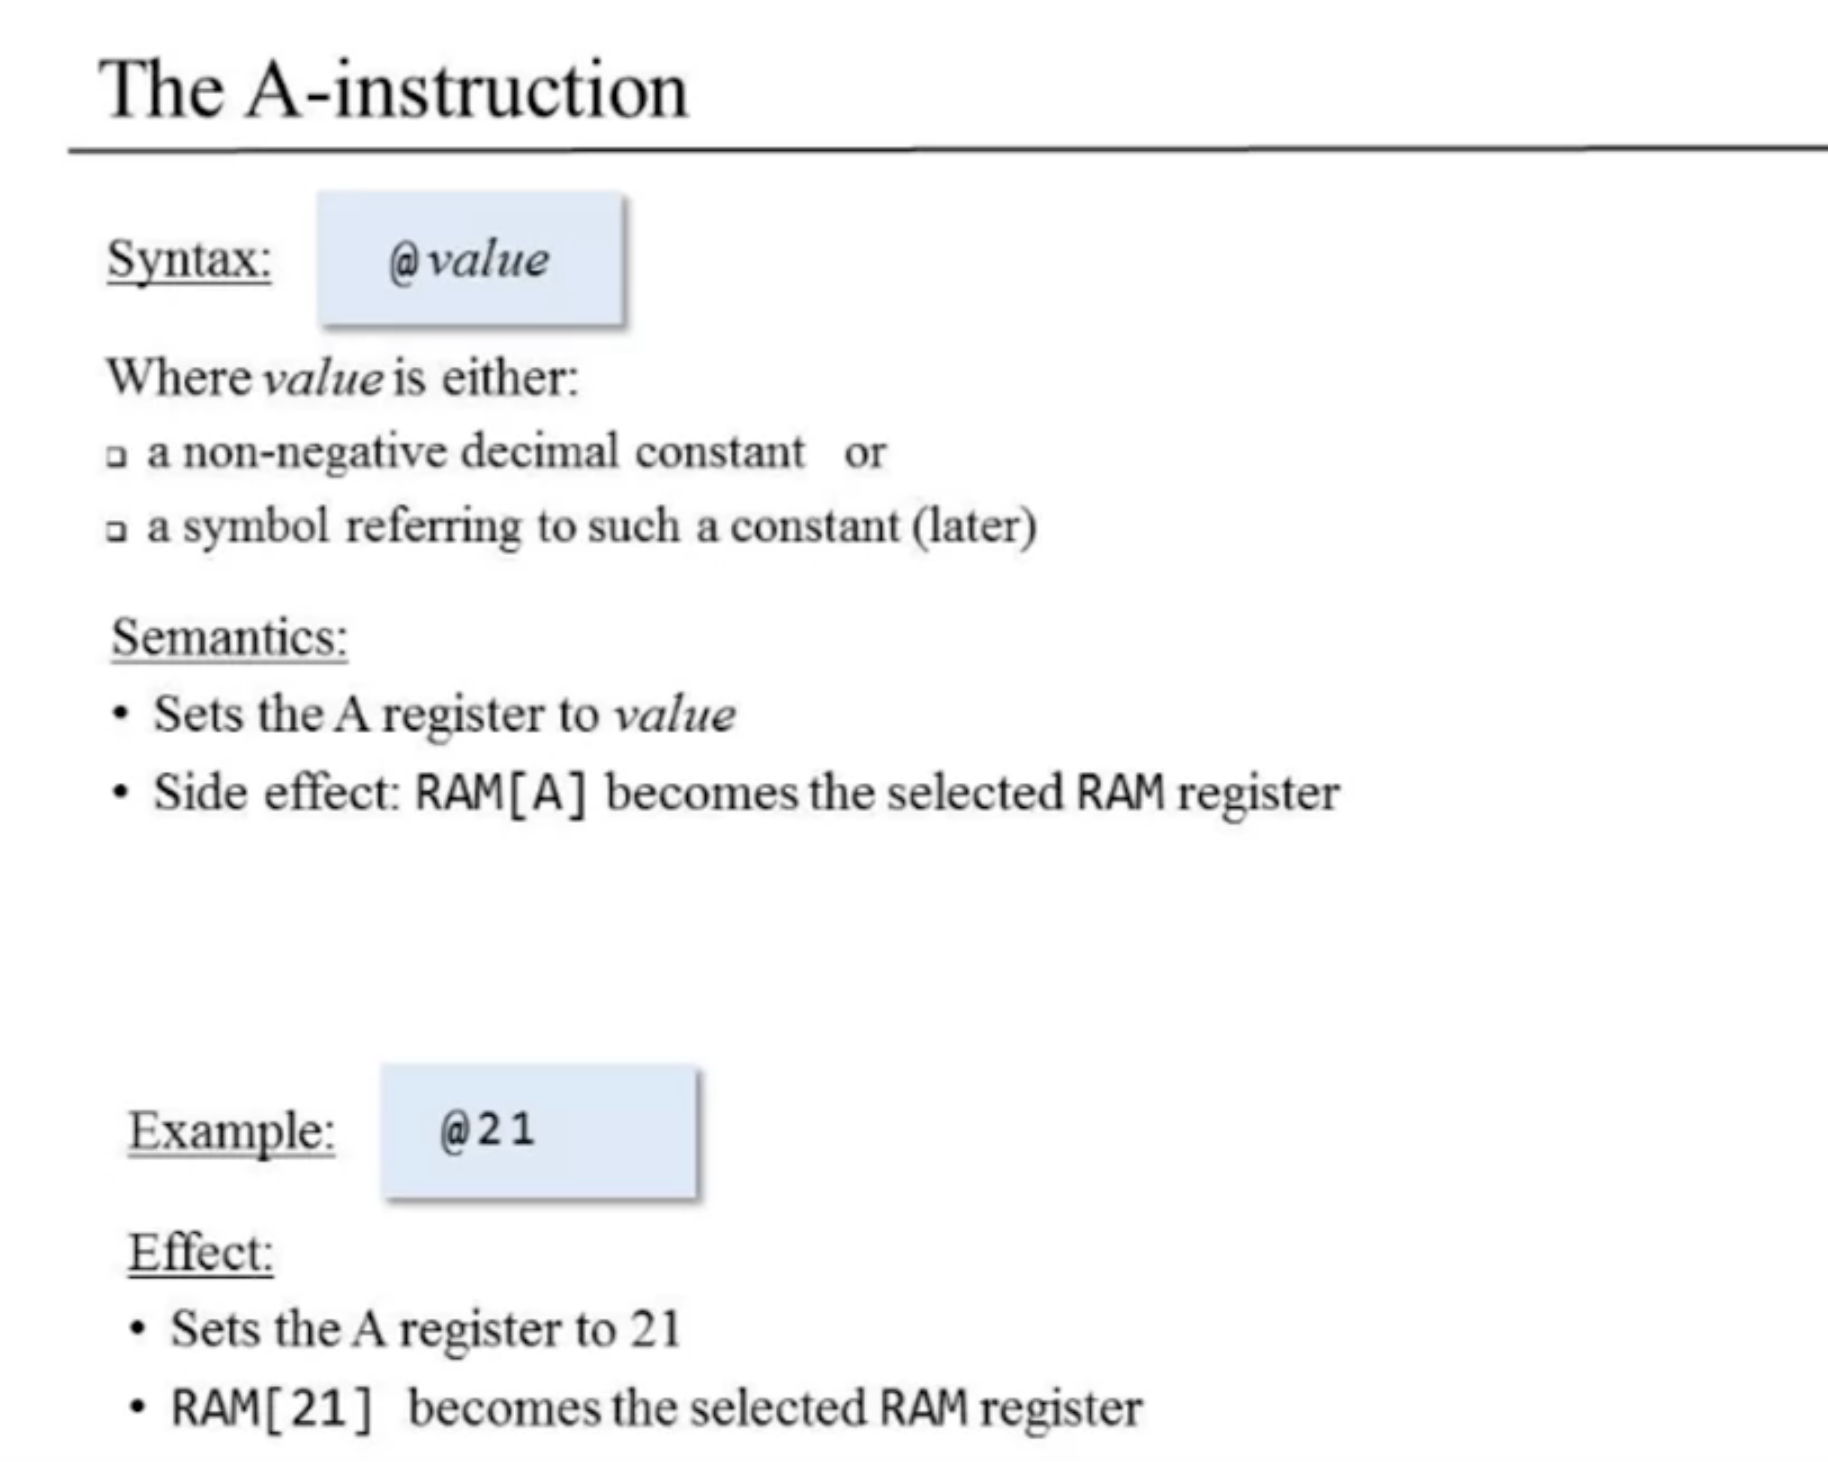 The A-instruction
Syntax: @value
Where value is either:
❑ a non-negative decimal constant or
❑ a symbol referring to such a constant (later)
Semantics:
• Sets the A register to value
• Side effect: RAM[A] becomes the selected RAM register
Example: @21
Effect:
• Sets the A register to 21
• RAM[21] becomes the selected RAM register